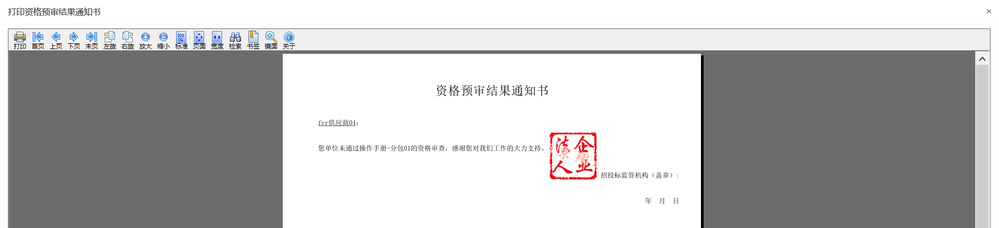 打印资格预审结果通知书
打印 首页 上页 下页 末页 左旋 右旋 放大 缩小 标准 页面 宽度 检索 书签 镜面 关于
资格预审结果通知书
frr供应商04：
您单位未通过操作手册-分包01的资格审查，感谢您对我们工作的大力支持。
企业
法人
招投标监管机构（盖章）：
年 月 日